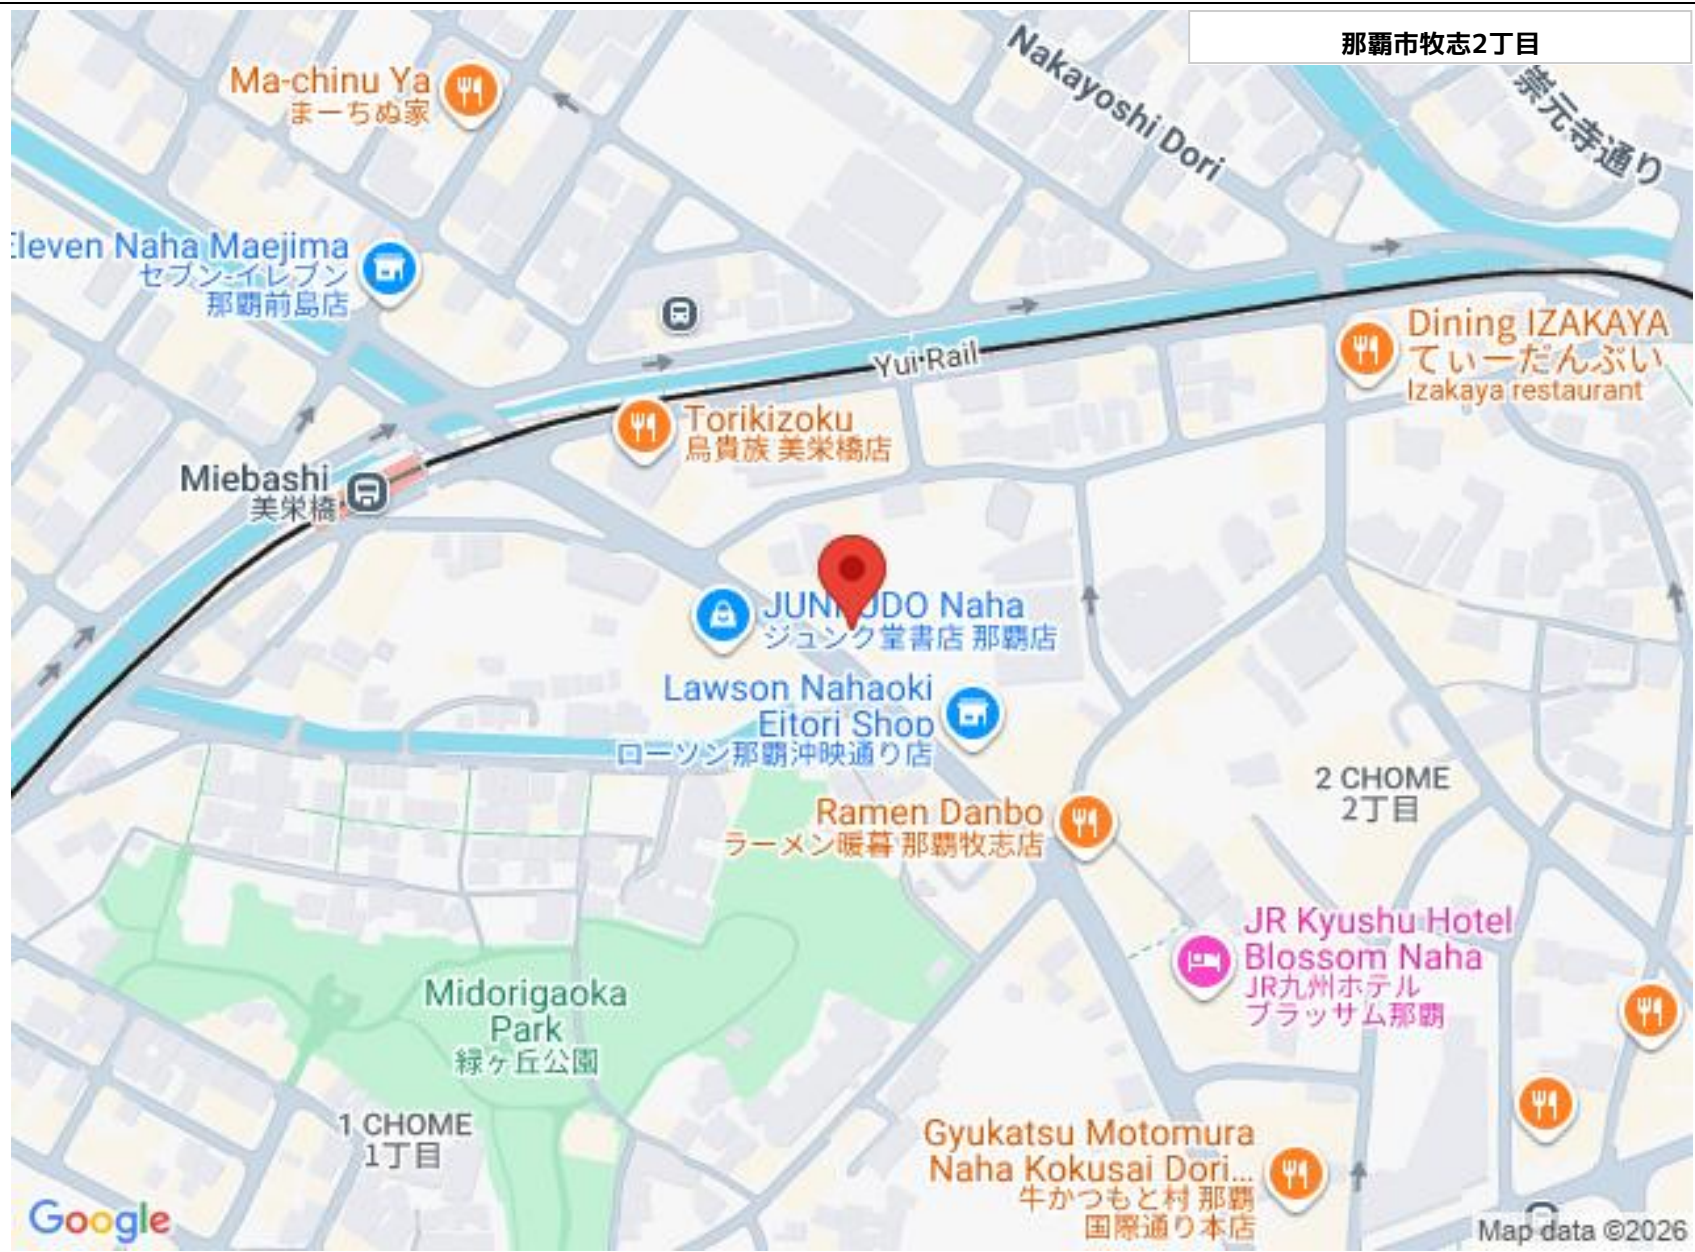 那覇市牧志2丁目
Nakayoshi Dori
崇元寺通り
Ma-chinu Ya
まーちぬ家
Eleven Naha Maejima
セブン-イレブン
那覇前島店
Yui Rail
Dining IZAKAYA
てぃーだんぶい
Izakaya restaurant
Torikizoku
鳥貴族 美栄橋店
Miebashi
美栄橋
JUNKUDO Naha
ジュンク堂書店 那覇店
Lawson Nahaoki
Eitori Shop
ローソン那覇沖映通り店
2 CHOME
2丁目
Ramen Danbo
ラーメン暖暮 那覇牧志店
JR Kyushu Hotel
Blossom Naha
JR九州ホテル
ブラッサム那覇
Midorigaoka
Park
緑ヶ丘公園
1 CHOME
1丁目
Gyukatsu Motomura
Naha Kokusai Dori...
牛かつもと村 那覇
国際通り本店
Google
Map data ©2026